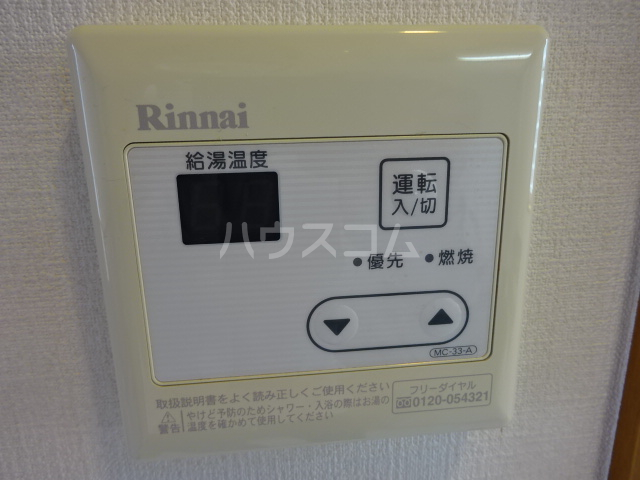 Rinnai
給湯温度
運転
入/切
ハウスコム
優先
燃焼
▼
▲
MC-33-A
取扱説明書をよく読み正しくご使用ください
警告
やけど予防のためシャワー・入浴の際はお湯の
温度を確かめて使用してください
フリーダイヤル
0120-054321